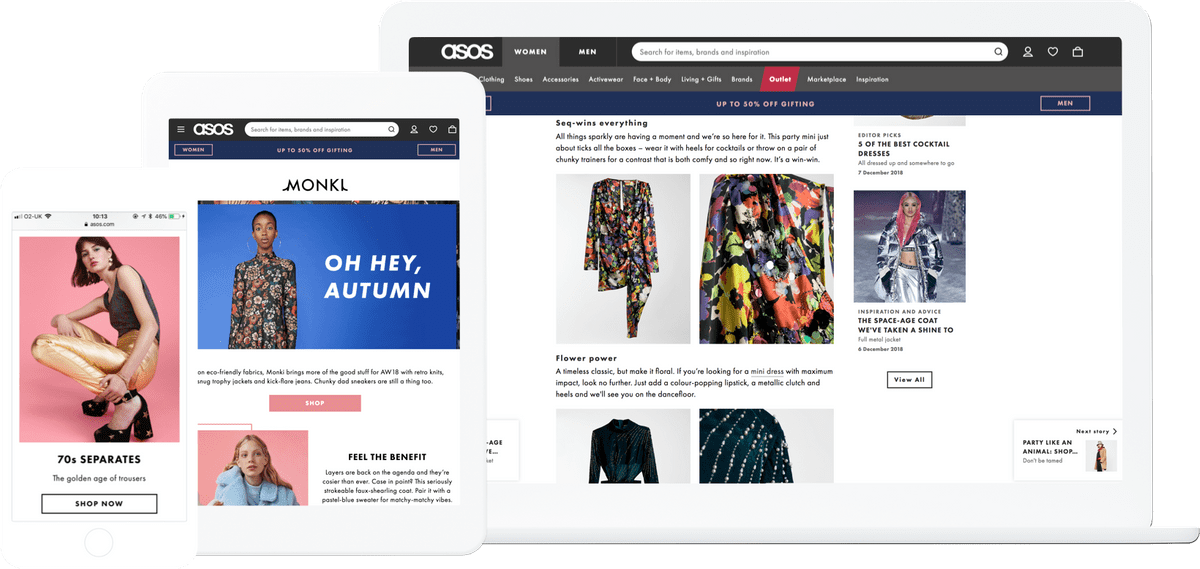 asos
WOMEN
MEN
Search for items, brands and inspiration
Clothing Shoes Accessories Activewear Face + Body Living + Gifts Brands Outlet Marketplace Inspiration
UP TO 50% OFF GIFTING
MEN
Seq-wins everything
All things sparkly are having a moment and we're so here for it. This party mini just
about ticks all the boxes – wear it with heels for cocktails or throw on a pair of
chunky trainers for a contrast that is both comfy and so right now. It's a win-win.
Flower power
A timeless classic, but make it floral. If you're looking for a mini dress with maximum
impact, look no further. Just add a colour-popping lipstick, a metallic clutch and
heels and we'll see you on the dancefloor.
EDITOR PICKS
5 OF THE BEST COCKTAIL
DRESSES
All dressed up and somewhere to go
7 December 2018
INSPIRATION AND ADVICE
THE SPACE-AGE COAT
WE'VE TAKEN A SHINE TO
Full metal jacket
6 December 2018
View All
-AGE
VE...
ket
Next story
PARTY LIKE AN
ANIMAL: SHOP...
Don't be tamed
asos
Search for items, brands and inspiration
WOMEN
UP TO 50% OFF GIFTING
MEN
MONKI
OH HEY,
AUTUMN
on eco-friendly fabrics, Monki brings more of the good stuff for AW18 with retro knits,
snug trophy jackets and kick-flare jeans. Chunky dad sneakers are still a thing too.
SHOP
FEEL THE BENEFIT
Layers are back on the agenda and they're
cosier than ever. Case in point? This seriously
strokeable faux-shearling coat. Pair it with a
pastel-blue sweater for matchy-matchy vibes.
O2-UK
10:13
46%
asos.com
70s SEPARATES
The golden age of trousers
SHOP NOW